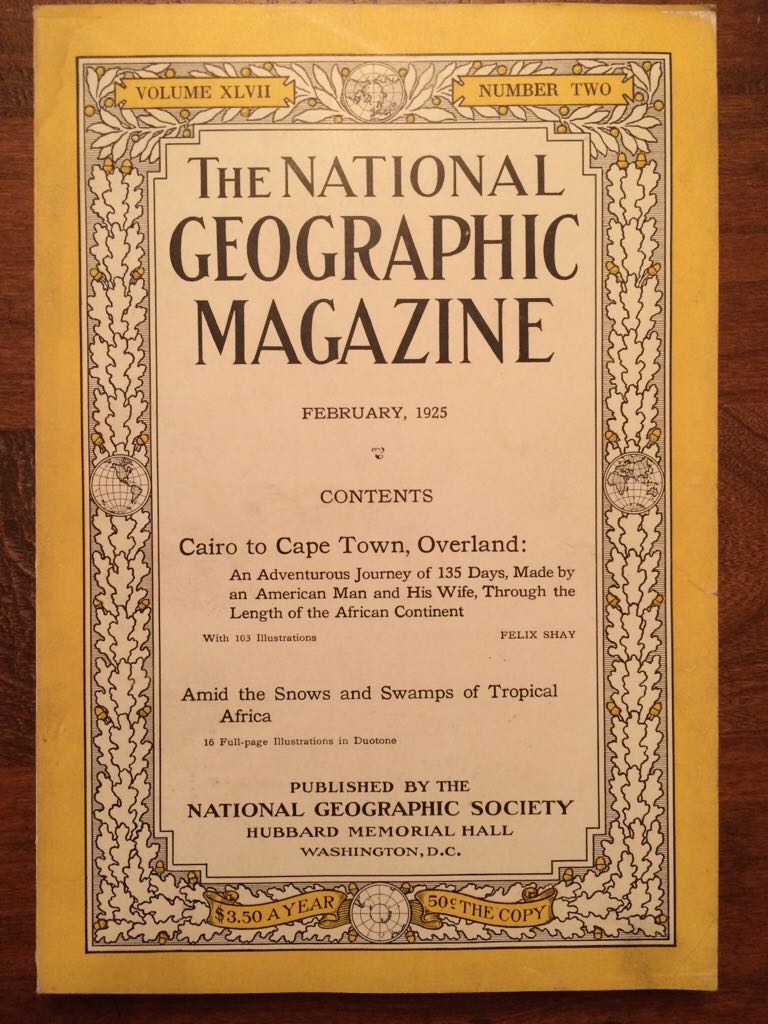 VOLUME XLVII
NUMBER TWO
THE NATIONAL
GEOGRAPHIC
MAGAZINE
FEBRUARY, 1925
CONTENTS
Cairo to Cape Town, Overland:
An Adventurous Journey of 135 Days, Made by
an American Man and His Wife, Through the
Length of the African Continent
With 103 Illustrations
FELIX SHAY
Amid the Snows and Swamps of Tropical
Africa
16 Full-page Illustrations in Duotone
PUBLISHED BY THE
NATIONAL GEOGRAPHIC SOCIETY
HUBBARD MEMORIAL HALL
WASHINGTON, D.C.
$3.50 A YEAR
50¢ THE COPY